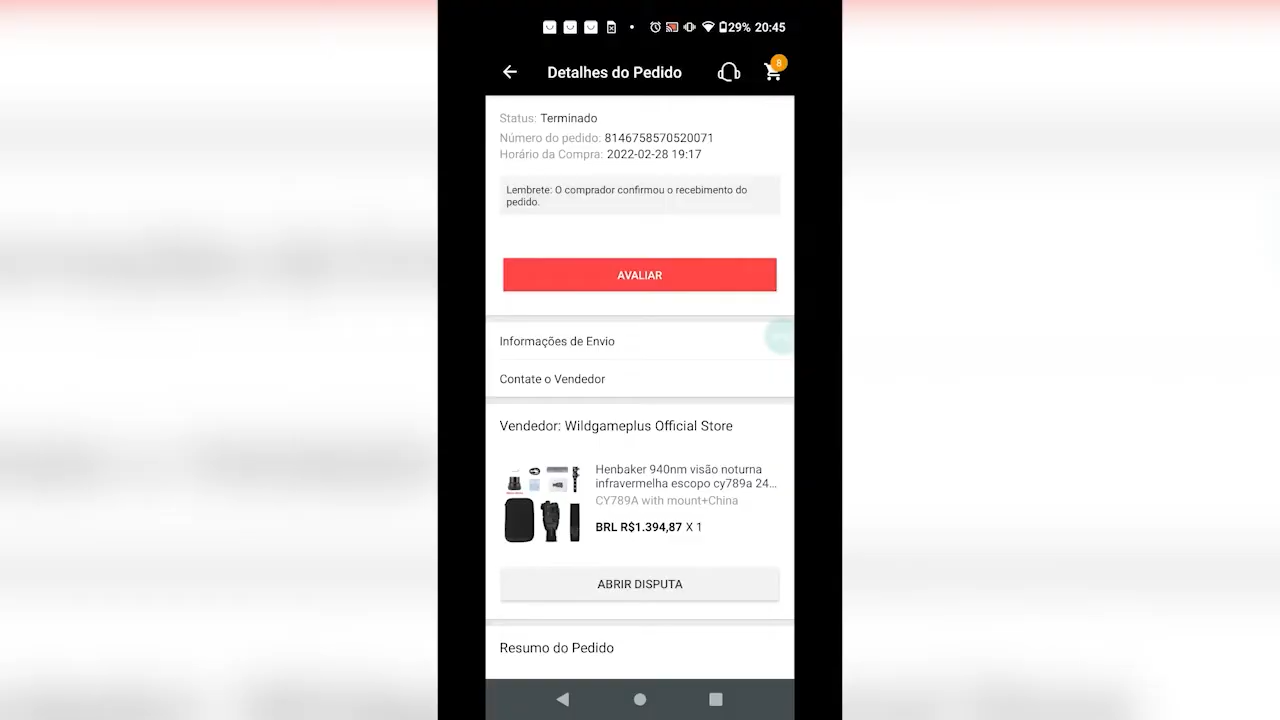 29% 20:45
Detalhes do Pedido
8
Status: Terminado
Número do pedido: 8146758570520071
Horário da Compra: 2022-02-28 19:17
Lembrete: O comprador confirmou o recebimento do
pedido.
AVALIAR
Informações de Envio
Contate o Vendedor
Vendedor: Wildgameplus Official Store
Henbaker 940nm visão noturna
infravermelha escopo cy789a 24...
CY789A with mount+China
BRL R$1.394,87 X 1
ABRIR DISPUTA
Resumo do Pedido